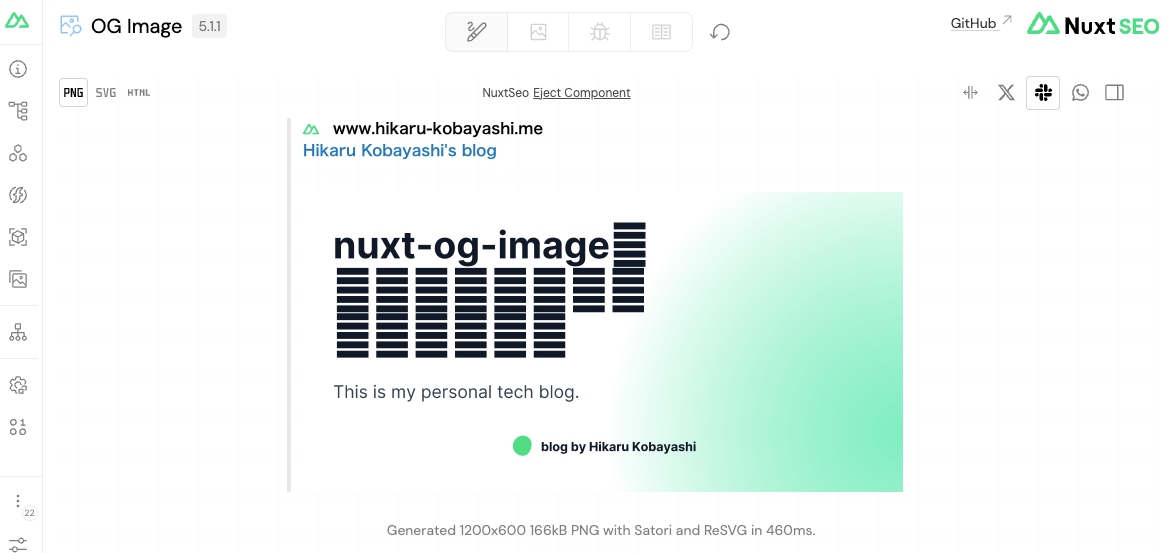 OG Image 5.1.1
GitHub
Nuxt SEO
PNG SVG HTML
NuxtSeo Eject Component
www.hikaru-kobayashi.me
Hikaru Kobayashi's blog
nuxt-og-image
This is my personal tech blog.
blog by Hikaru Kobayashi
22
Generated 1200x600 166kB PNG with Satori and ReSVG in 460ms.